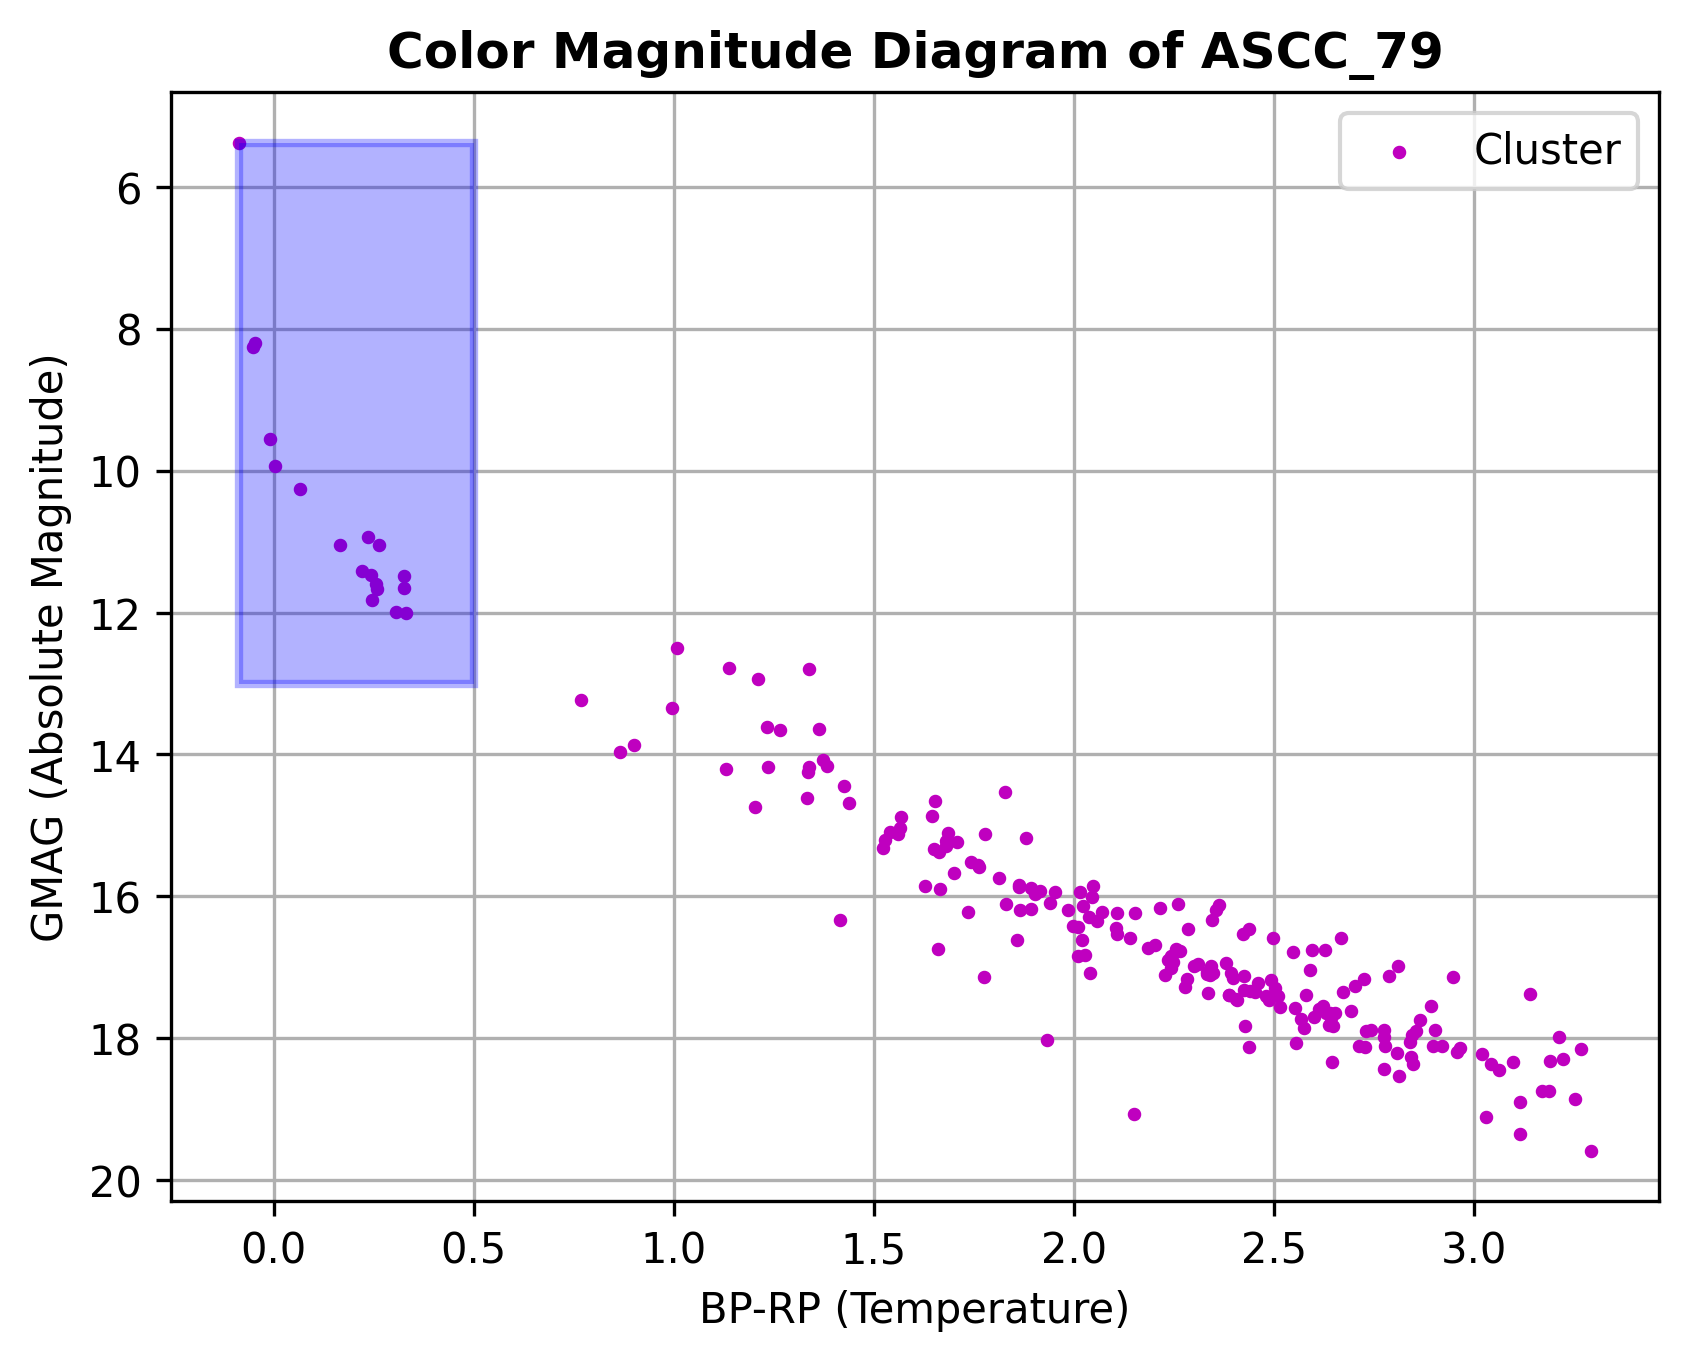 Color Magnitude Diagram of ASCC_79
Cluster
GMAG (Absolute Magnitude)
6
8
10
12
14
16
18
20
0.0 0.5 1.0 1.5 2.0 2.5 3.0
BP-RP (Temperature)